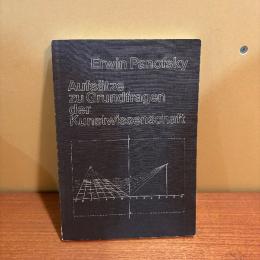 Erwin Panofsky
Aufsätze
zu Grundfragen
der
Kunstwissenschaft